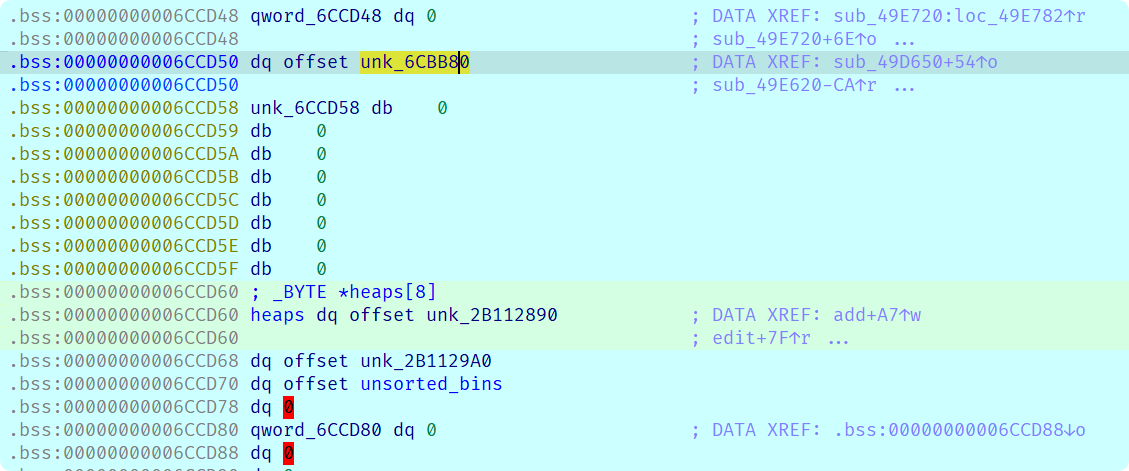 .bss:00000000006CCD48 qword_6CCD48 dq 0 ; DATA XREF: sub_49E720:loc_49E782↑r
.bss:00000000006CCD48 ; sub_49E720+6E↑o ...
.bss:00000000006CCD50 dq offset unk_6CBB80 ; DATA XREF: sub_49D650+54↑o
.bss:00000000006CCD50 ; sub_49E620-CA↑r ...
.bss:00000000006CCD58 unk_6CCD58 db 0
.bss:00000000006CCD59 db 0
.bss:00000000006CCD5A db 0
.bss:00000000006CCD5B db 0
.bss:00000000006CCD5C db 0
.bss:00000000006CCD5D db 0
.bss:00000000006CCD5E db 0
.bss:00000000006CCD5F db 0
.bss:00000000006CCD60 ; _BYTE *heaps[8]
.bss:00000000006CCD60 heaps dq offset unk_2B112890 ; DATA XREF: add+A7↑w
.bss:00000000006CCD60 ; edit+7F↑r ...
.bss:00000000006CCD68 dq offset unk_2B1129A0
.bss:00000000006CCD70 dq offset unsorted_bins
.bss:00000000006CCD78 dq 0
.bss:00000000006CCD80 qword_6CCD80 dq 0 ; DATA XREF: .bss:00000000006CCD88↓o
.bss:00000000006CCD88 dq 0